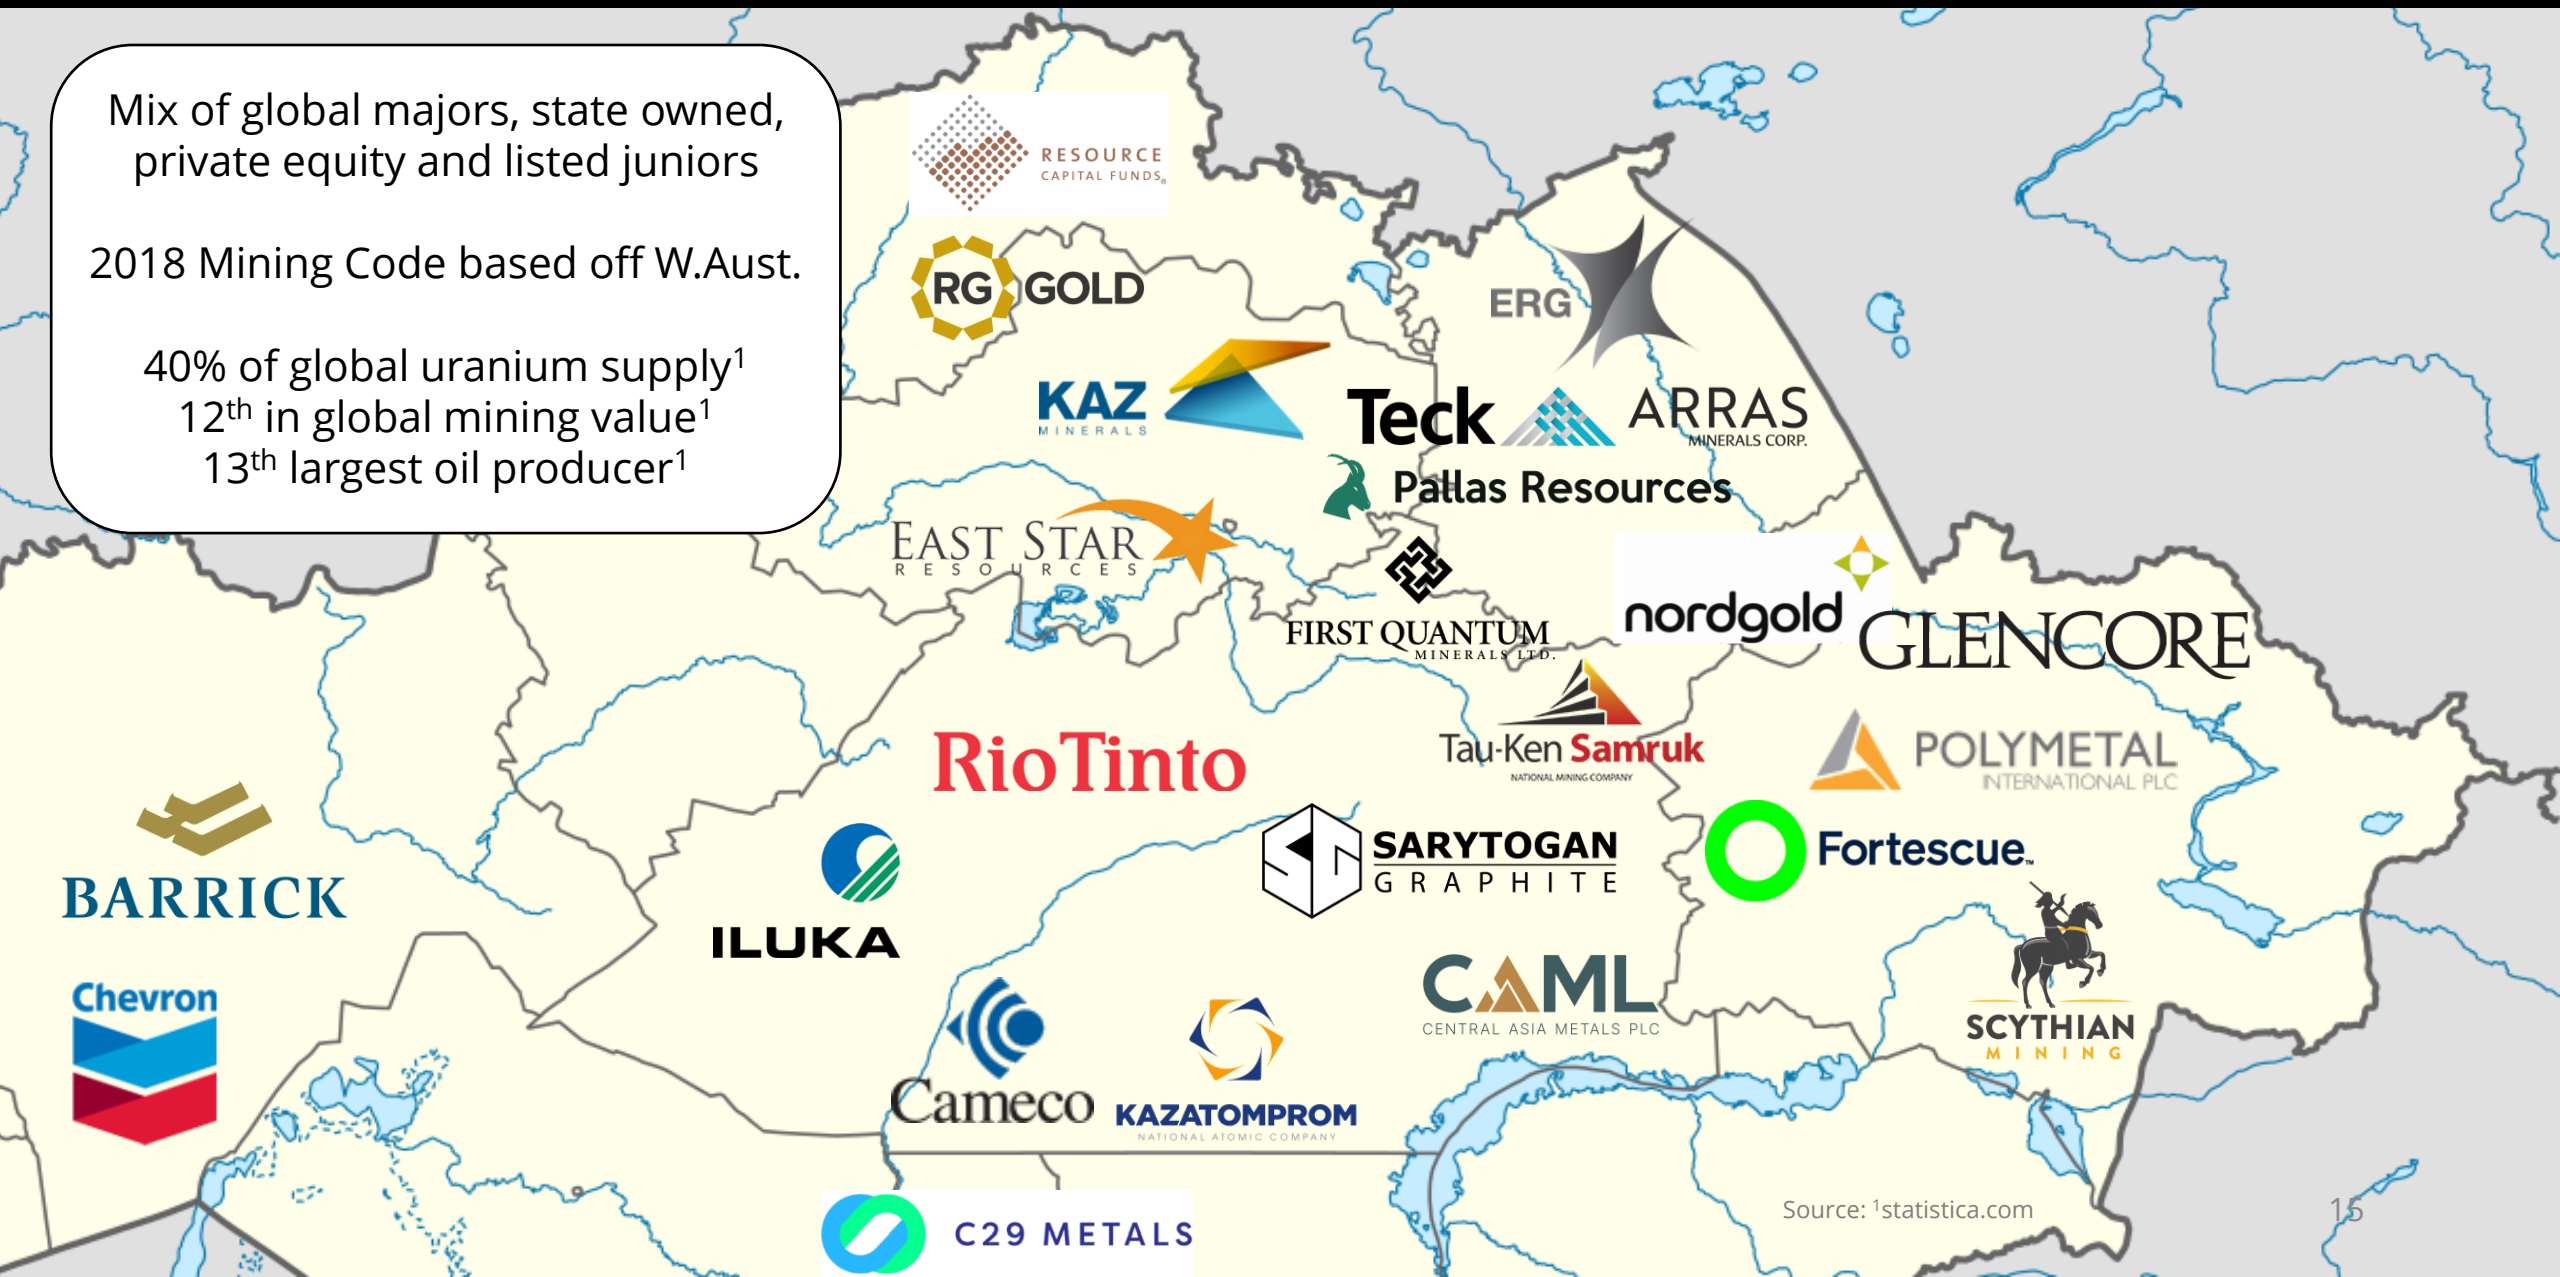 Mix of global majors, state owned,
private equity and listed juniors
2018 Mining Code based off W.Aust.
40% of global uranium supply1
12th in global mining value1
13th largest oil producer1
RESOURCE
CAPITAL FUNDS®
RG GOLD
ERG
KAZ
MINERALS
Teck
ARRAS
MINERALS CORP.
Pallas Resources
EAST STAR
RESOURCES
FIRST QUANTUM
MINERALS LTD.
nordgold
GLENCORE
RioTinto
Tau-Ken Samruk
NATIONAL MINING COMPANY
POLYMETAL
INTERNATIONAL PLC
BARRICK
ILUKA
SARYTOGAN
GRAPHITE
Fortescue™
Chevron
Cameco
KAZATOMPROM
NATIONAL ATOMIC COMPANY
CAML
CENTRAL ASIA METALS PLC
SCYTHIAN
MINING
C29 METALS
Source: 1statistica.com
15